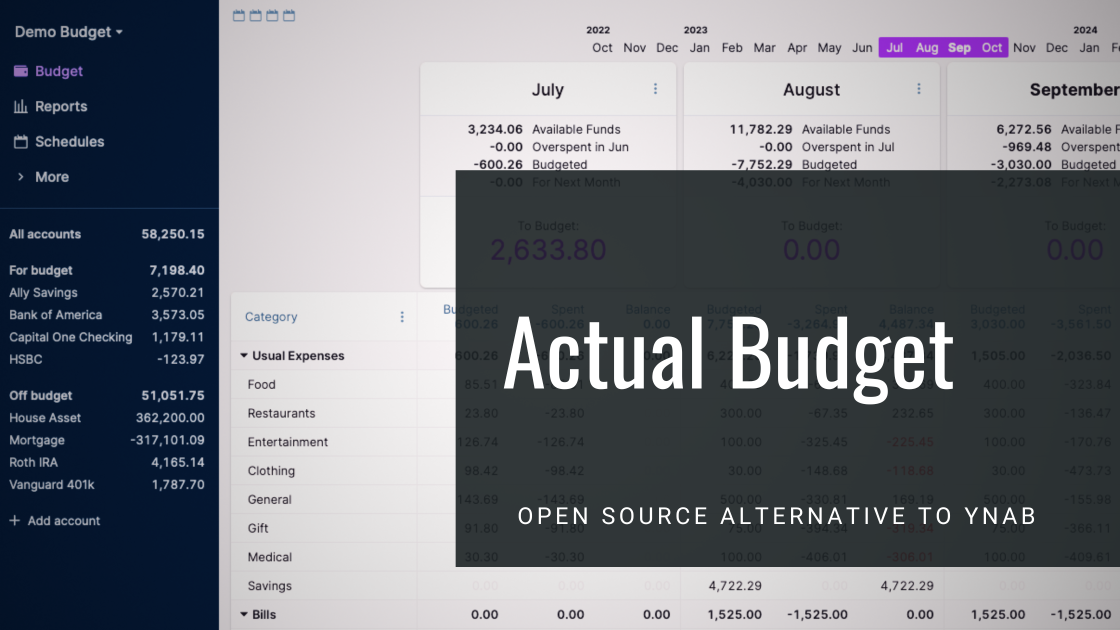 Demo Budget
Budget
Reports
Schedules
More
All accounts 58,250.15
For budget 7,198.40
Ally Savings 2,570.21
Bank of America 3,573.05
Capital One Checking 1,179.11
HSBC -123.97
Off budget 51,051.75
House Asset 362,200.00
Mortgage -317,101.09
Roth IRA 4,165.14
Vanguard 401k 1,787.70
Add account
2022 2023 2024
Oct Nov Dec Jan Feb Mar Apr May Jun Jul Aug Sep Oct Nov Dec Jan
July August September
3,234.06 Available Funds 11,782.29 Available Funds 6,272.56 Available
-0.00 Overspent in Jun -0.00 Overspent in Jul -969.48 Overspent
-600.26 Budgeted -7,752.29 Budgeted -3,030.00 Budgeted
-0.00 For Next Month -4,030.00 For Next Month -2,273.08 For Next
To Budget: To Budget: To Budget:
2,633.80 0.00 0.00
Category Budgeted Spent Balance Budgeted Spent Balance Budgeted Spent
600.26 -600.26 0.00 4,487.34 3,030.00 -3,561.50
Usual Expenses 600.26 1,505.00 -2,036.50
Food 85.51 400.00 -323.84
Restaurants 23.80 -23.80 300.00 -67.35 232.65 300.00 -136.47
Entertainment 126.74 -126.74 100.00 -325.45 -225.45 100.00 -170.76
Clothing 98.42 -98.42 30.00 -148.68 -118.68 30.00 -473.73
General 143.69 -143.69 500.00 -330.81 169.19 500.00 -155.98
Gift 91.80 -91.80 75.00 -394.34 -319.34 75.00 -366.11
Medical 30.30 -30.30 100.00 -406.01 -306.01 100.00 -409.61
Savings 0.00 0.00 0.00 4,722.29 0.00 4,722.29 0.00 0.00
Bills 0.00 0.00 0.00 1,525.00 -1,525.00 0.00 1,525.00 -1,525.00
Actual Budget
OPEN SOURCE ALTERNATIVE TO YNAB